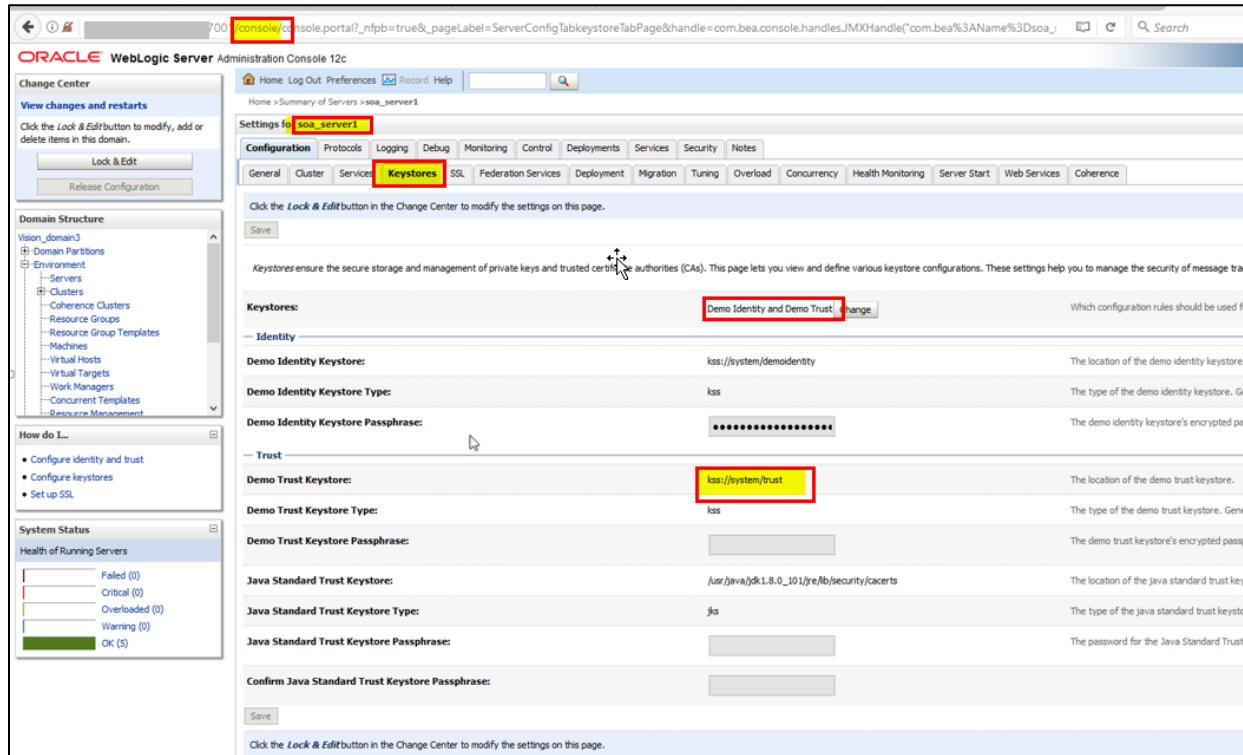 700 /console/console.portal?_nfpb=true&_pageLabel=ServerConfigTabkeystoreTabPage&handle=com.bea.console.handles.JMXHandle("com.bea%3AName%3Dsoa_s
Search
ORACLE WebLogic Server Administration Console 12c
Change Center
View changes and restarts
Click the Lock & Edit button to modify, add or
delete items in this domain.
Lock & Edit
Release Configuration
Domain Structure
Vision_domain3
Domain Partitions
Environment
Servers
Clusters
Coherence Clusters
Resource Groups
Resource Group Templates
Machines
Virtual Hosts
Virtual Targets
Work Managers
Concurrent Templates
Resource Management
How do I...
Configure identity and trust
Configure keystores
Set up SSL
System Status
Health of Running Servers
Failed (0)
Critical (0)
Overloaded (0)
Warning (0)
OK (5)
Home Log Out Preferences Record Help
Home >Summary of Servers >soa_server1
Settings for soa_server1
Configuration Protocols Logging Debug Monitoring Control Deployments Services Security Notes
General Cluster Services Keystores SSL Federation Services Deployment Migration Tuning Overload Concurrency Health Monitoring Server Start Web Services Coherence
Click the Lock & Edit button in the Change Center to modify the settings on this page.
Save
Keystores ensure the secure storage and management of private keys and trusted authorities (CAs). This page lets you view and define various keystore configurations. These settings help you to manage the security of message tra
Keystores: Demo Identity and Demo Trust Change Which configuration rules should be used f
Identity
Demo Identity Keystore: kss://system/demoidentity The location of the demo identity keystore
Demo Identity Keystore Type: kss The type of the demo identity keystore. G
Demo Identity Keystore Passphrase: The demo identity keystore's encrypted pa
Trust
Demo Trust Keystore: kss://system/trust The location of the demo trust keystore.
Demo Trust Keystore Type: kss The type of the demo trust keystore. Gene
Demo Trust Keystore Passphrase: The demo trust keystore's encrypted pass
Java Standard Trust Keystore: /usr/java/jdk1.8.0_101/jre/lib/security/cacerts The location of the java standard trust key
Java Standard Trust Keystore Type: jks The type of the java standard trust keysto
Java Standard Trust Keystore Passphrase: The password for the Java Standard Trust
Confirm Java Standard Trust Keystore Passphrase:
Save
Click the Lock & Edit button in the Change Center to modify the settings on this page.